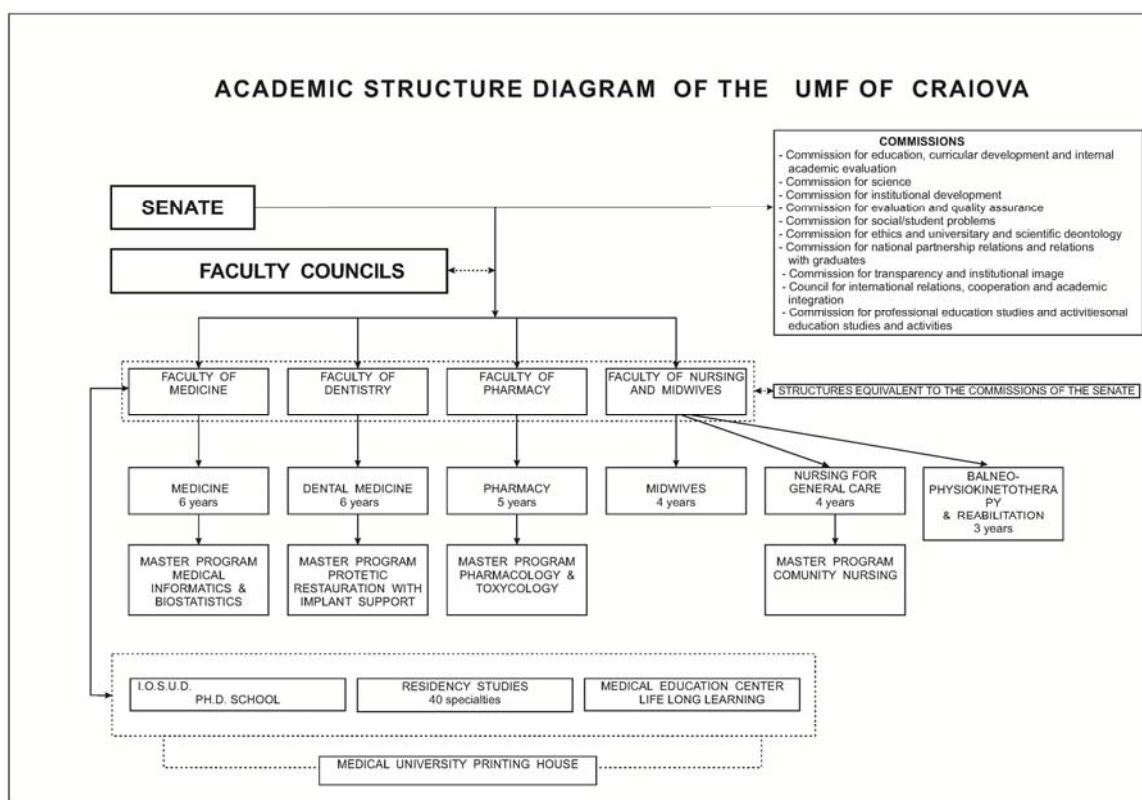 ACADEMIC STRUCTURE DIAGRAM OF THE UMF OF CRAIOVA
COMMISSIONS
- Commission for education, curricular development and internal
academic evaluation
- Commission for science
- Commission for institutional development
- Commission for evaluation and quality assurance
- Commission for social/student problems
- Commission for ethics and universitary and scientific deontology
- Commission for national partnership relations and relations
with graduates
- Commission for transparency and institutional image
- Council for international relations, cooperation and academic
integration
- Commission for professional education studies and activitiesonal
education studies and activities
SENATE
FACULTY COUNCILS
FACULTY OF
MEDICINE
FACULTY OF
DENTISTRY
FACULTY OF
PHARMACY
FACULTY OF NURSING
AND MIDWIVES
STRUCTURES EQUIVALENT TO THE COMMISSIONS OF THE SENATE
MEDICINE
6 years
DENTAL MEDICINE
6 years
PHARMACY
5 years
MIDWIVES
4 years
NURSING FOR
GENERAL CARE
4 years
BALNEO-
PHYSIOKINETOTHERA
PY
& REABILITATION
3 years
MASTER PROGRAM
MEDICAL
INFORMATICS &
BIOSTATISTICS
MASTER PROGRAM
PROTETIC
RESTAURATION WITH
IMPLANT SUPPORT
MASTER PROGRAM
PHARMACOLOGY &
TOXYCOLOGY
MASTER PROGRAM
COMUNITY NURSING
I.O.S.U.D.
PH.D. SCHOOL
RESIDENCY STUDIES
40 specialties
MEDICAL EDUCATION CENTER
LIFE LONG LEARNING
MEDICAL UNIVERSITY PRINTING HOUSE